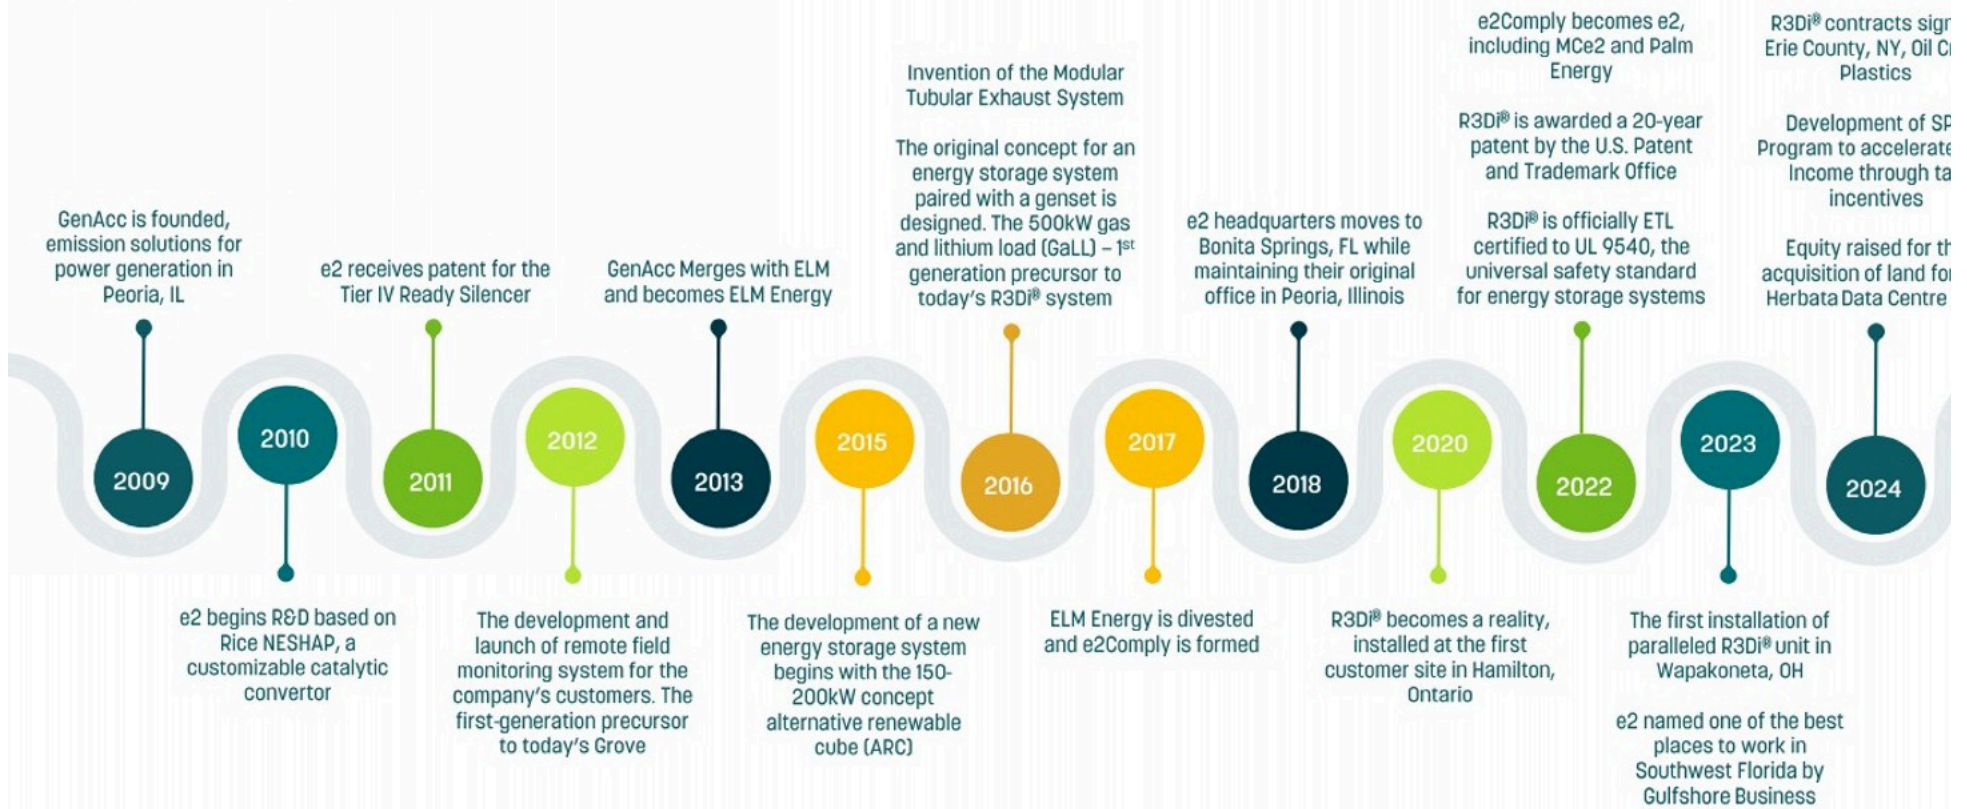 GenAcc is founded,
emission solutions for
power generation in
Peoria, IL
2009
2010
e2 begins R&D based on
Rice NESHAP, a
customizable catalytic
convertor
e2 receives patent for the
Tier IV Ready Silencer
2011
2012
The development and
launch of remote field
monitoring system for the
company's customers. The
first-generation precursor
to today's Grove
GenAcc Merges with ELM
and becomes ELM Energy
2013
2015
The development of a new
energy storage system
begins with the 150-
200kW concept
alternative renewable
cube (ARC)
Invention of the Modular
Tubular Exhaust System
The original concept for an
energy storage system
paired with a genset is
designed. The 500kW gas
and lithium load (GaLL) – 1st
generation precursor to
today's R3Di® system
2016
2017
ELM Energy is divested
and e2Comply is formed
e2 headquarters moves to
Bonita Springs, FL while
maintaining their original
office in Peoria, Illinois
2018
2020
R3Di® becomes a reality,
installed at the first
customer site in Hamilton,
Ontario
e2Comply becomes e2,
including MCe2 and Palm
Energy
R3Di® is awarded a 20-year
patent by the U.S. Patent
and Trademark Office
R3Di® is officially ETL
certified to UL 9540, the
universal safety standard
for energy storage systems
2022
2023
The first installation of
paralleled R3Di® unit in
Wapakoneta, OH
e2 named one of the best
places to work in
Southwest Florida by
Gulfshore Business
R3Di® contracts
Erie County, NY, Oil
Plastics
Development of
Program to accelerate
Income through
incentives
Equity raised for
acquisition of land
Herbata Data Centre
2024